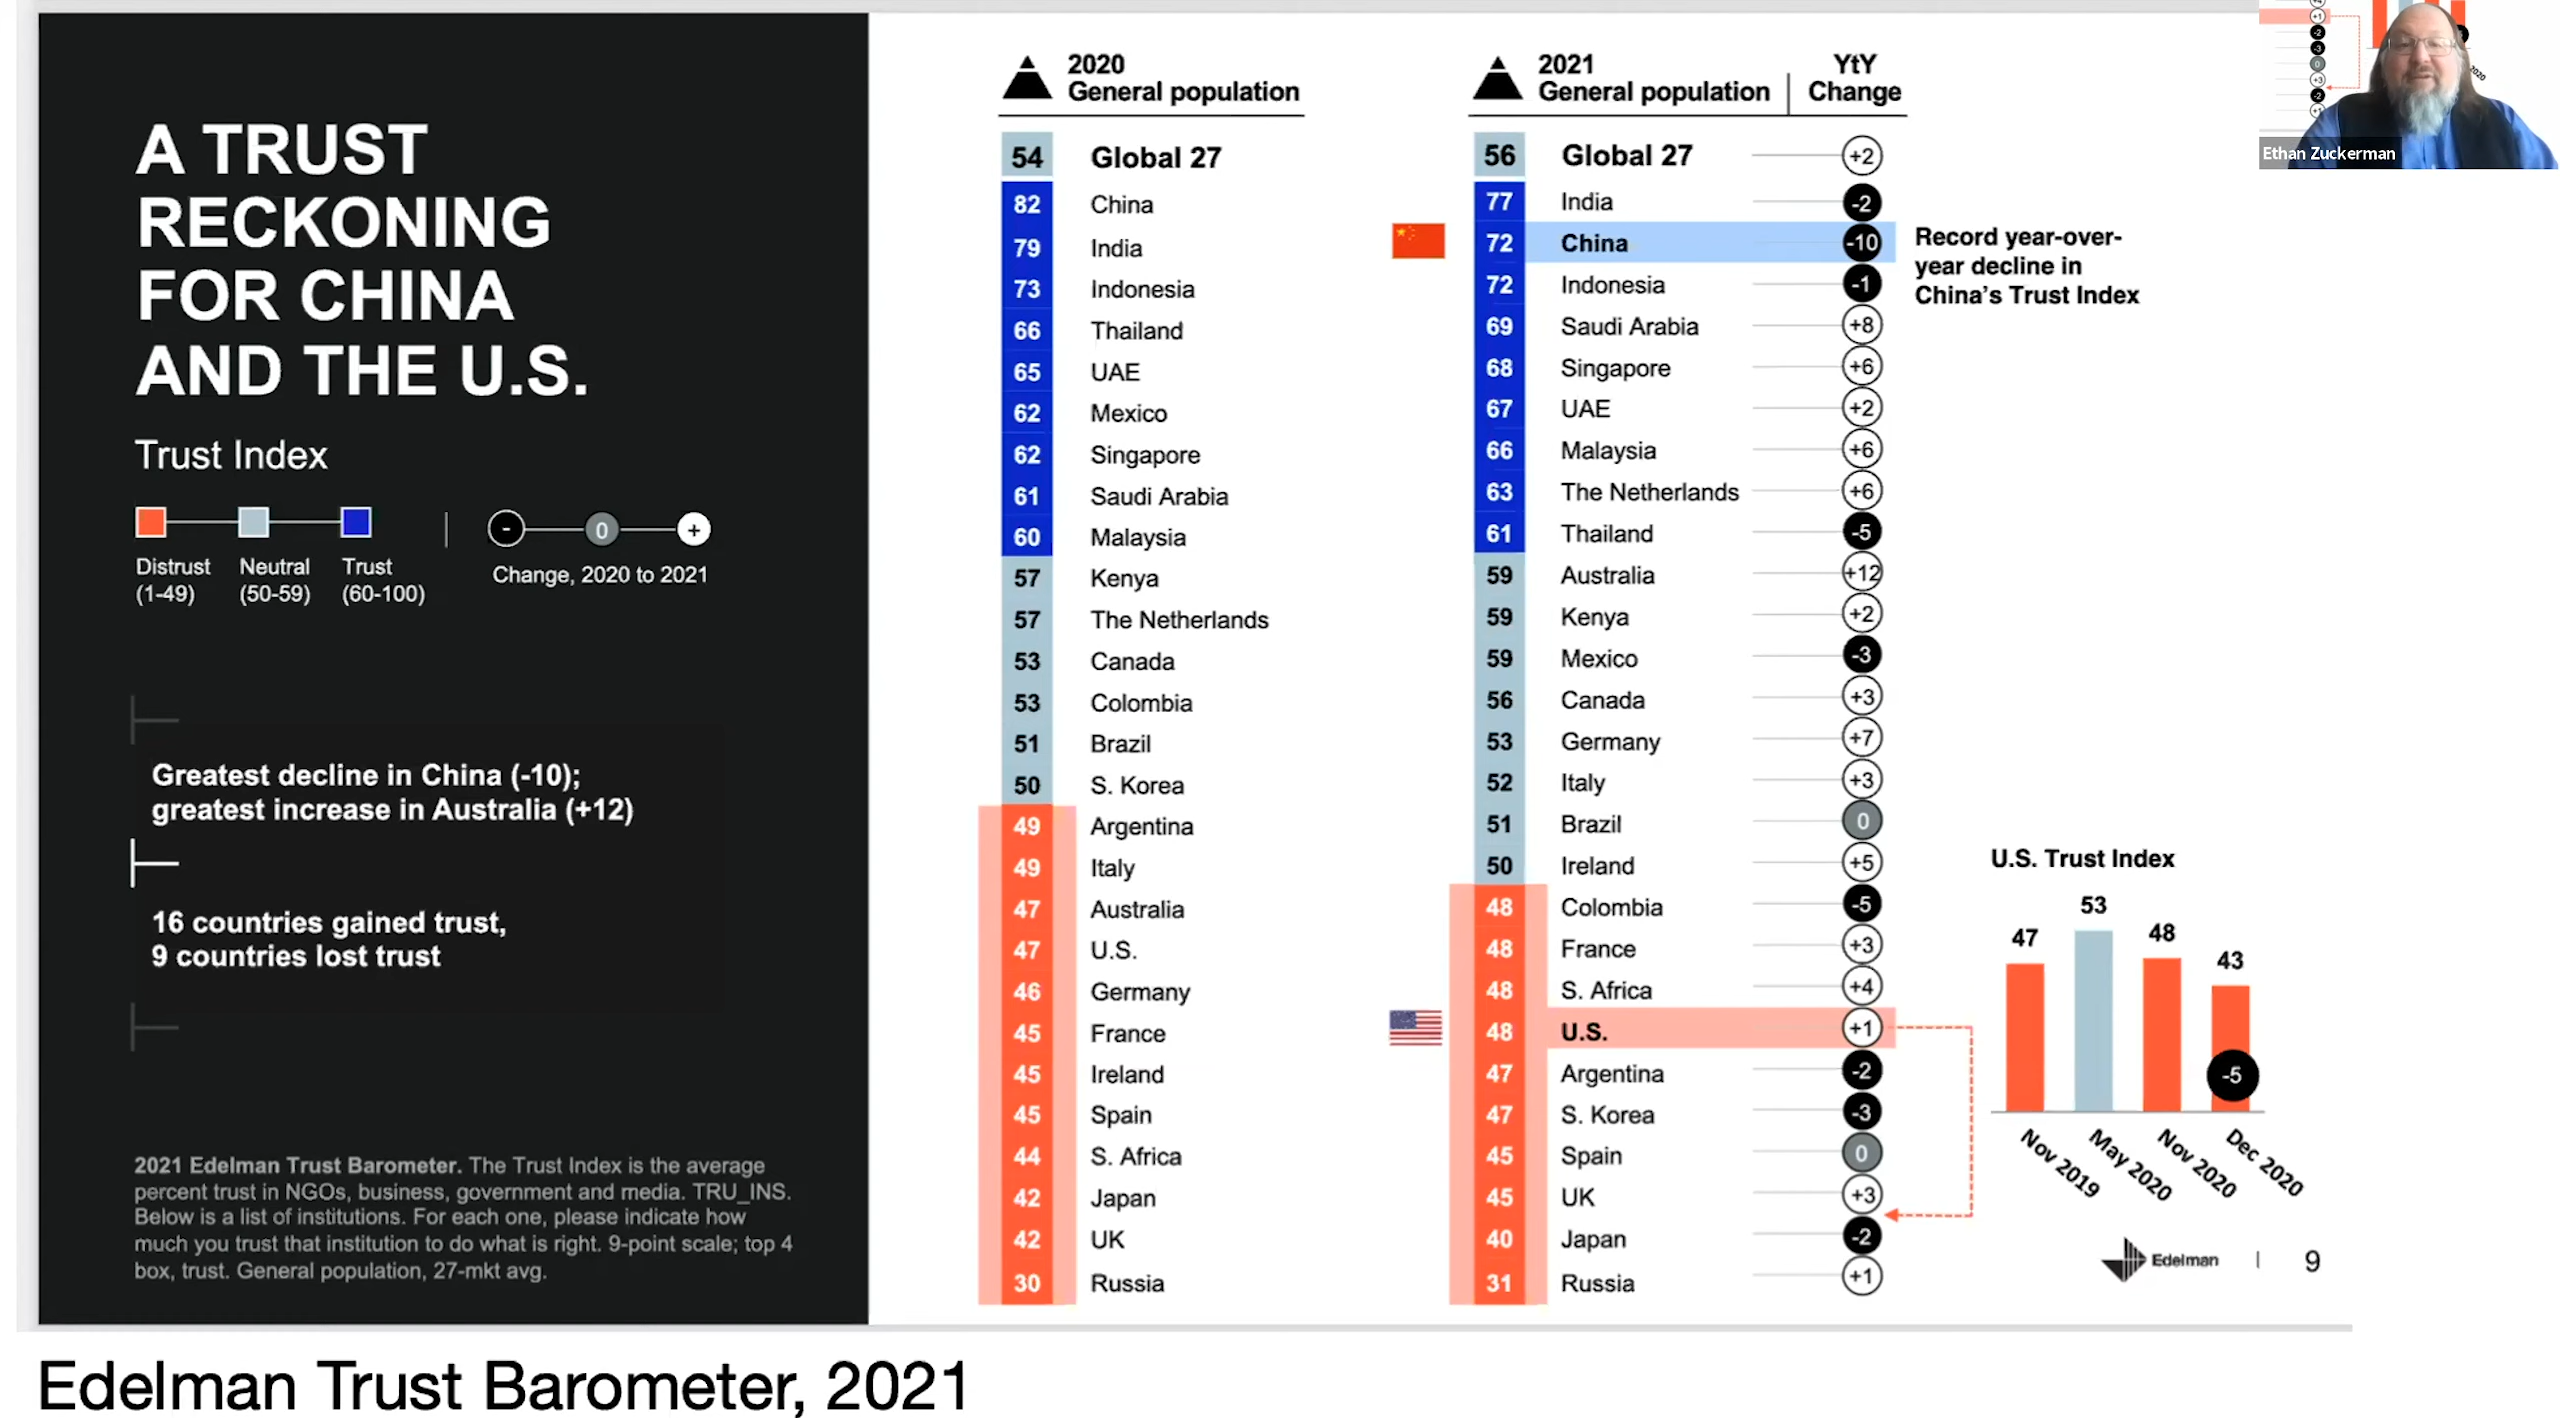 A TRUST
RECKONING
FOR CHINA
AND THE U.S.
Trust Index
Distrust
(1-49)
Neutral
(50-59)
Trust
(60-100)
- 0 +
Change, 2020 to 2021
Greatest decline in China (-10);
greatest increase in Australia (+12)
16 countries gained trust,
9 countries lost trust
2021 Edelman Trust Barometer. The Trust Index is the average
percent trust in NGOs, business, government and media. TRU_INS.
Below is a list of institutions. For each one, please indicate how
much you trust that institution to do what is right. 9-point scale; top 4
box, trust. General population, 27-mkt avg.
2020
General population
54 Global 27
82 China
79 India
73 Indonesia
66 Thailand
65 UAE
62 Mexico
62 Singapore
61 Saudi Arabia
60 Malaysia
57 Kenya
57 The Netherlands
53 Canada
53 Colombia
51 Brazil
50 S. Korea
49 Argentina
49 Italy
47 Australia
47 U.S.
46 Germany
45 France
45 Ireland
45 Spain
44 S. Africa
42 Japan
42 UK
30 Russia
2021
General population
YtY
Change
56 Global 27 +2
77 India -2
72 China -10
72 Indonesia -1
69 Saudi Arabia +8
68 Singapore +6
67 UAE +2
66 Malaysia +6
63 The Netherlands +6
61 Thailand -5
59 Australia +12
59 Kenya +2
59 Mexico -3
56 Canada +3
53 Germany +7
52 Italy +3
51 Brazil 0
50 Ireland +5
48 Colombia -5
48 France +3
48 S. Africa +4
48 U.S. +1
47 Argentina -2
47 S. Korea -3
45 Spain 0
45 UK +3
40 Japan -2
31 Russia +1
Record year-over-
year decline in
China's Trust Index
U.S. Trust Index
47
53
48
43
-5
Nov 2019
May 2020
Nov 2020
Dec 2020
Edelman | 9
Ethan Zuckerman
+1
-2
-3
0
+3
-2
2020
Edelman Trust Barometer, 2021